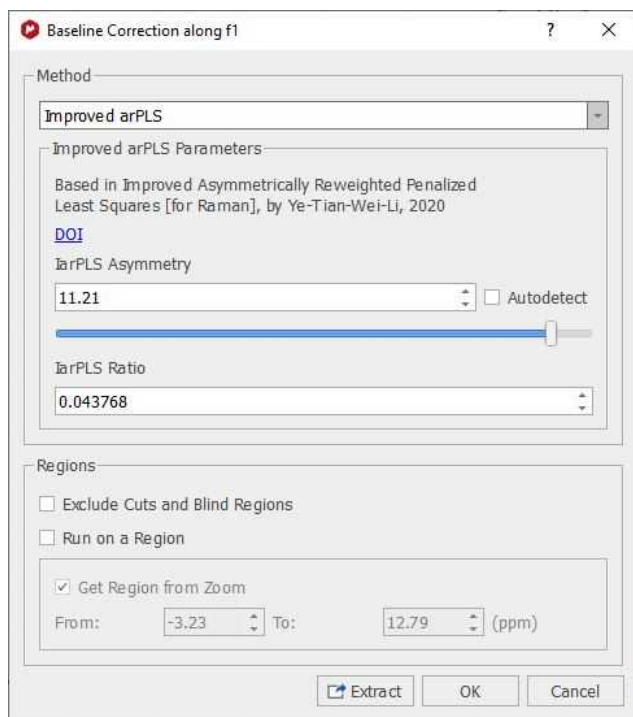 Baseline Correction along f1
?
Method
Improved arPLS
Improved arPLS Parameters
Based in Improved Asymmetrically Reweighted Penalized
Least Squares [for Raman], by Ye-Tian-Wei-Li, 2020
DOI
IarPLS Asymmetry
11.21
Autodetect
IarPLS Ratio
0.043768
Regions
Exclude Cuts and Blind Regions
Run on a Region
Get Region from Zoom
From: -3.23 To: 12.79 (ppm)
Extract OK Cancel